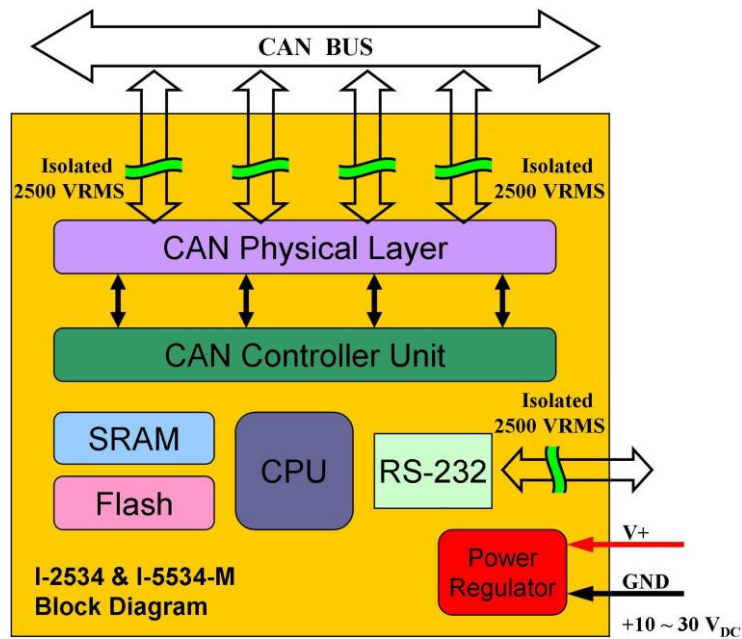 CAN BUS
Isolated
2500 VRMS
Isolated
2500 VRMS
CAN Physical Layer
CAN Controller Unit
Isolated
2500 VRMS
SRAM
CPU
RS-232
Flash
V+
Power
Regulator
GND
I-2534 & I-5534-M
Block Diagram
+10 ~ 30 VDC